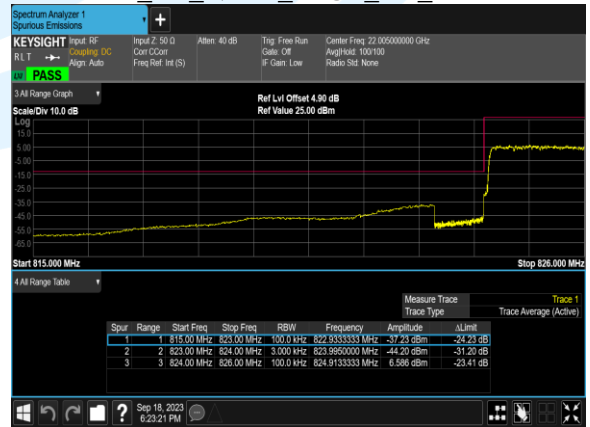 Spectrum Analyzer 1
Spurious Emissions
KEYSIGHT Input: RF Input Z: 50 Ω Atten: 40 dB Trig: Free Run Center Freq: 22.005000000 GHz
RLT Coupling: DC Corr CCorr Gate: Off Avg|Hold: 100/100
Align: Auto Freq Ref: Int (S) IF Gain: Low Radio Std: None
PASS
3 All Range Graph
Ref Lvl Offset 4.90 dB
Scale/Div 10.0 dB Ref Value 25.00 dBm
Log
15.0
5.00
-5.00
-15.0
-25.0
-35.0
-45.0
-55.0
-65.0
Start 815.000 MHz Stop 826.000 MHz
4 All Range Table
Measure Trace Trace 1
Trace Type Trace Average (Active)
Spur Range Start Freq Stop Freq RBW Frequency Amplitude ΔLimit
1 1 815.00 MHz 823.00 MHz 100.0 kHz 822.9333333 MHz -37.23 dBm -24.23 dB
2 2 823.00 MHz 824.00 MHz 3.000 kHz 823.9950000 MHz -44.20 dBm -31.20 dB
3 3 824.00 MHz 826.00 MHz 100.0 kHz 824.9133333 MHz 6.586 dBm -23.41 dB
? Sep 18, 2023
6:23:21 PM